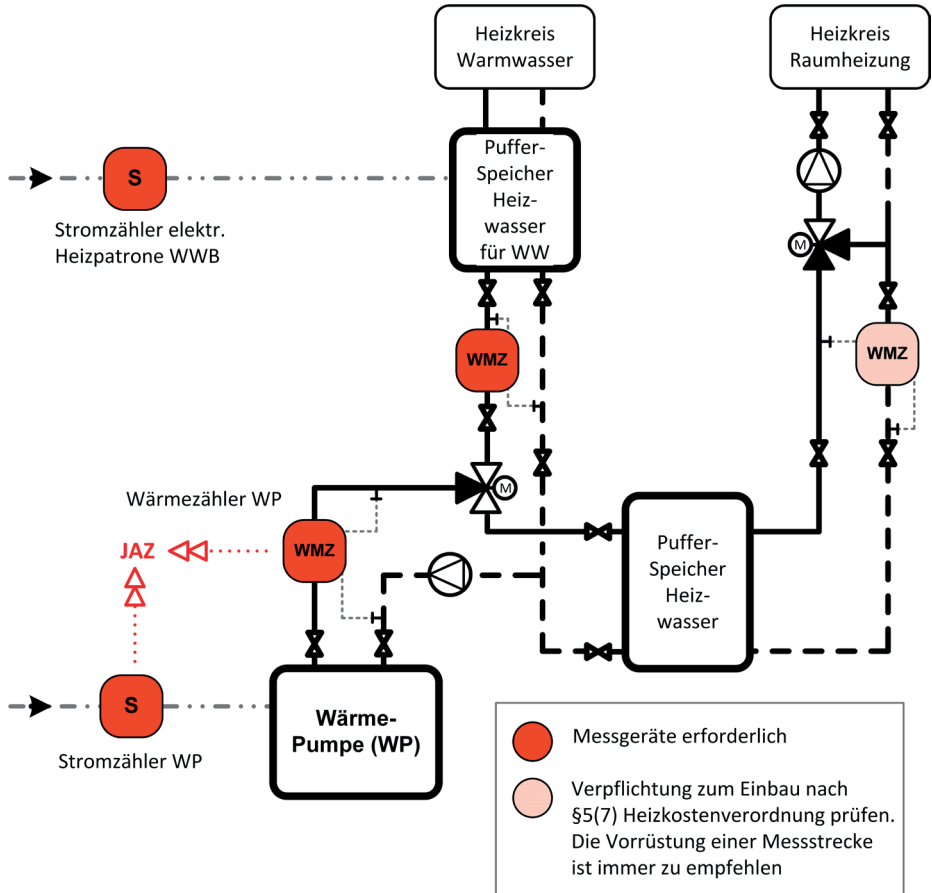 Heizkreis
Warmwasser
Heizkreis
Raumheizung
S
Stromzähler elektr.
Heizpatrone WWB
Puffer-
Speicher
Heiz-
wasser
für WW
M
WMZ
WMZ
M
Wärmezähler WP
WMZ
JAZ
Puffer-
Speicher
Heiz-
wasser
S
Stromzähler WP
Wärme-
Pumpe (WP)
Messgeräte erforderlich
Verpflichtung zum Einbau nach
§5(7) Heizkostenverordnung prüfen.
Die Vorrüstung einer Messstrecke
ist immer zu empfehlen